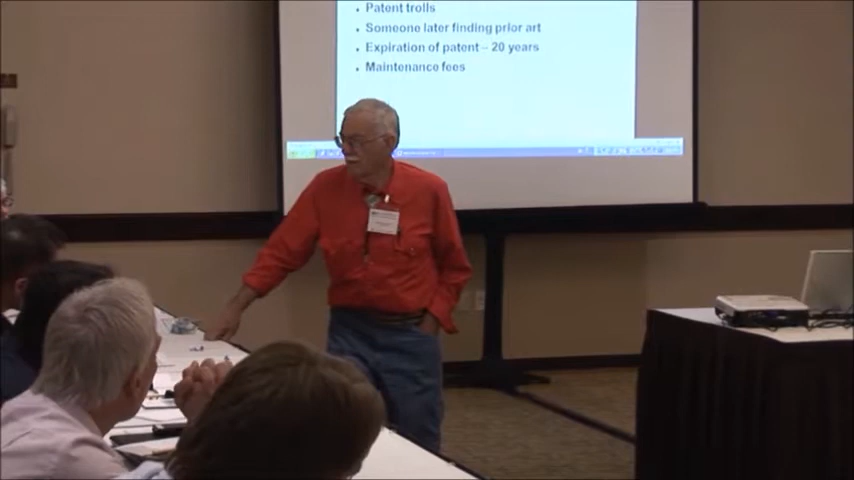 Patent trolls
Someone later finding prior art
Expiration of patent – 20 years
Maintenance fees